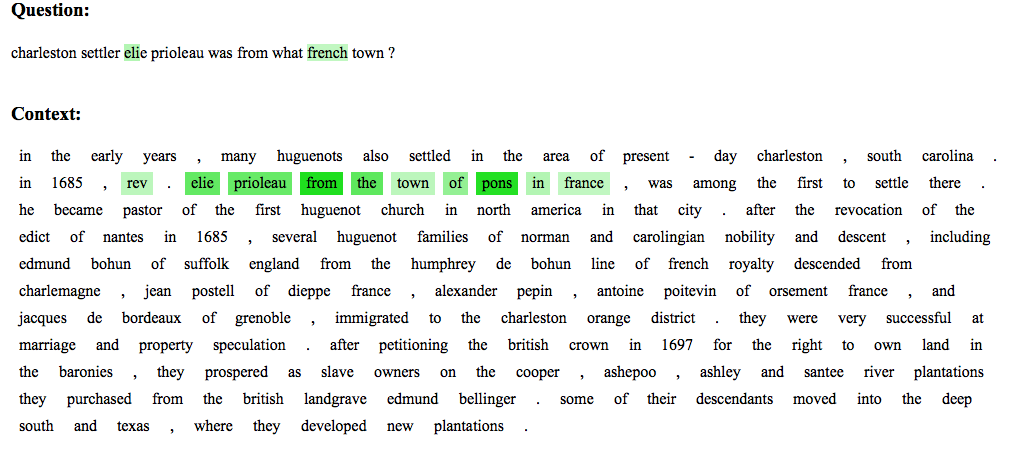 Question:
charleston settler elie prioleau was from what french town ?
Context:
in the early years , many huguenots also settled in the area of present - day charleston , south carolina .
in 1685 , rev . elie prioleau from the town of pons in france , was among the first to settle there .
he became pastor of the first huguenot church in north america in that city . after the revocation of the
edict of nantes in 1685 , several huguenot families of norman and carolingian nobility and descent , including
edmund bohun of suffolk england from the humphrey de bohun line of french royalty descended from
charlemagne , jean postell of dieppe france , alexander pepin , antoine poitevin of orsement france , and
jacques de bordeaux of grenoble , immigrated to the charleston orange district . they were very successful at
marriage and property speculation . after petitioning the british crown in 1697 for the right to own land in
the baronies , they prospered as slave owners on the cooper , ashepoo , ashley and santee river plantations
they purchased from the british landgrave edmund bellinger . some of their descendants moved into the deep
south and texas , where they developed new plantations .